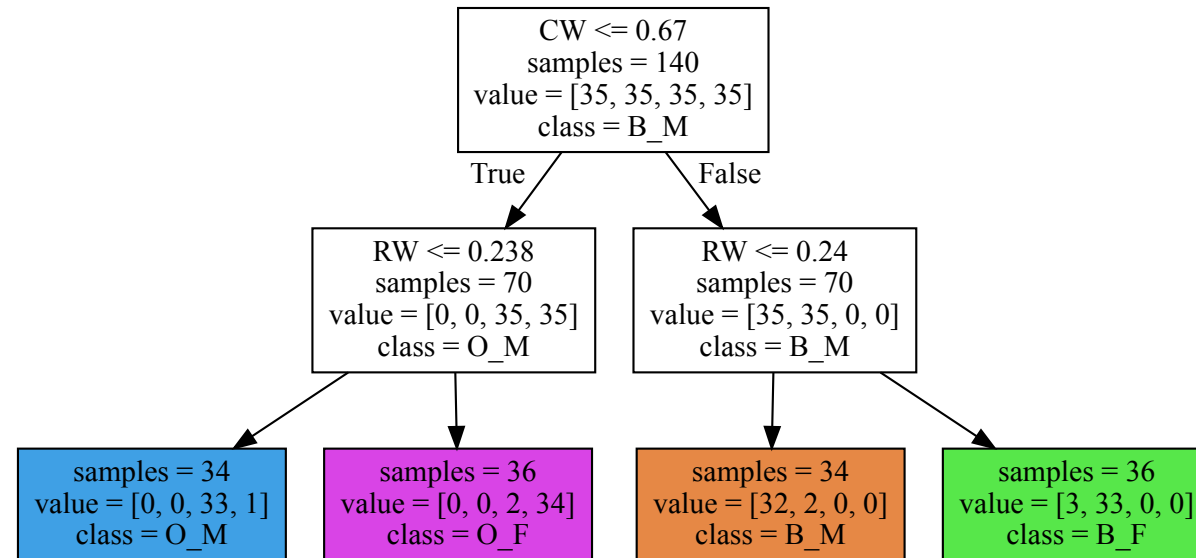 CW <= 0.67
samples = 140
value = [35, 35, 35, 35]
class = B_M
True
False
RW <= 0.238
samples = 70
value = [0, 0, 35, 35]
class = O_M
RW <= 0.24
samples = 70
value = [35, 35, 0, 0]
class = B_M
samples = 34
value = [0, 0, 33, 1]
class = O_M
samples = 36
value = [0, 0, 2, 34]
class = O_F
samples = 34
value = [32, 2, 0, 0]
class = B_M
samples = 36
value = [3, 33, 0, 0]
class = B_F